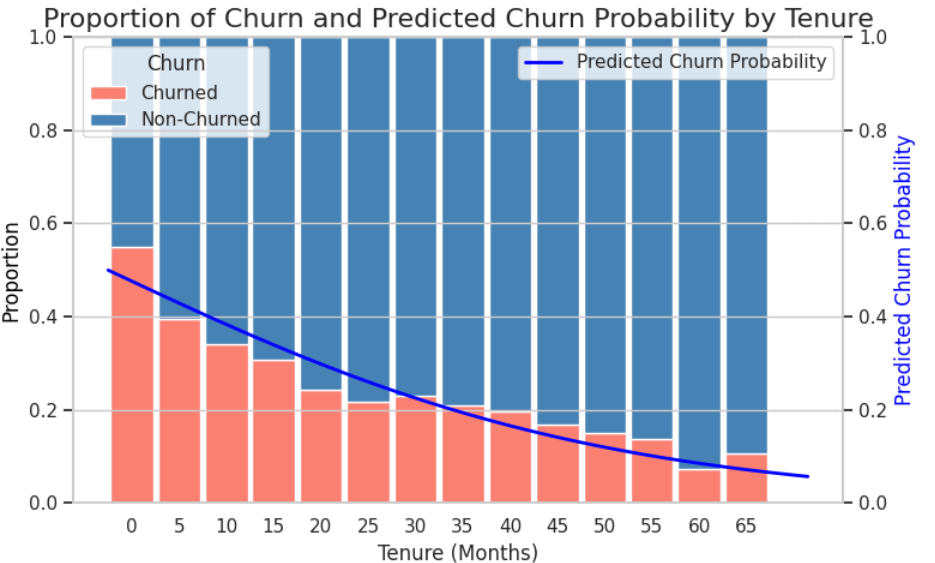 Proportion of Churn and Predicted Churn Probability by Tenure
1.0
0.8
0.6
0.4
0.2
0.0
Proportion
Churn
Churned
Non-Churned
Predicted Churn Probability
1.0
0.8
0.6
0.4
0.2
0.0
Predicted Churn Probability
0 5 10 15 20 25 30 35 40 45 50 55 60 65
Tenure (Months)